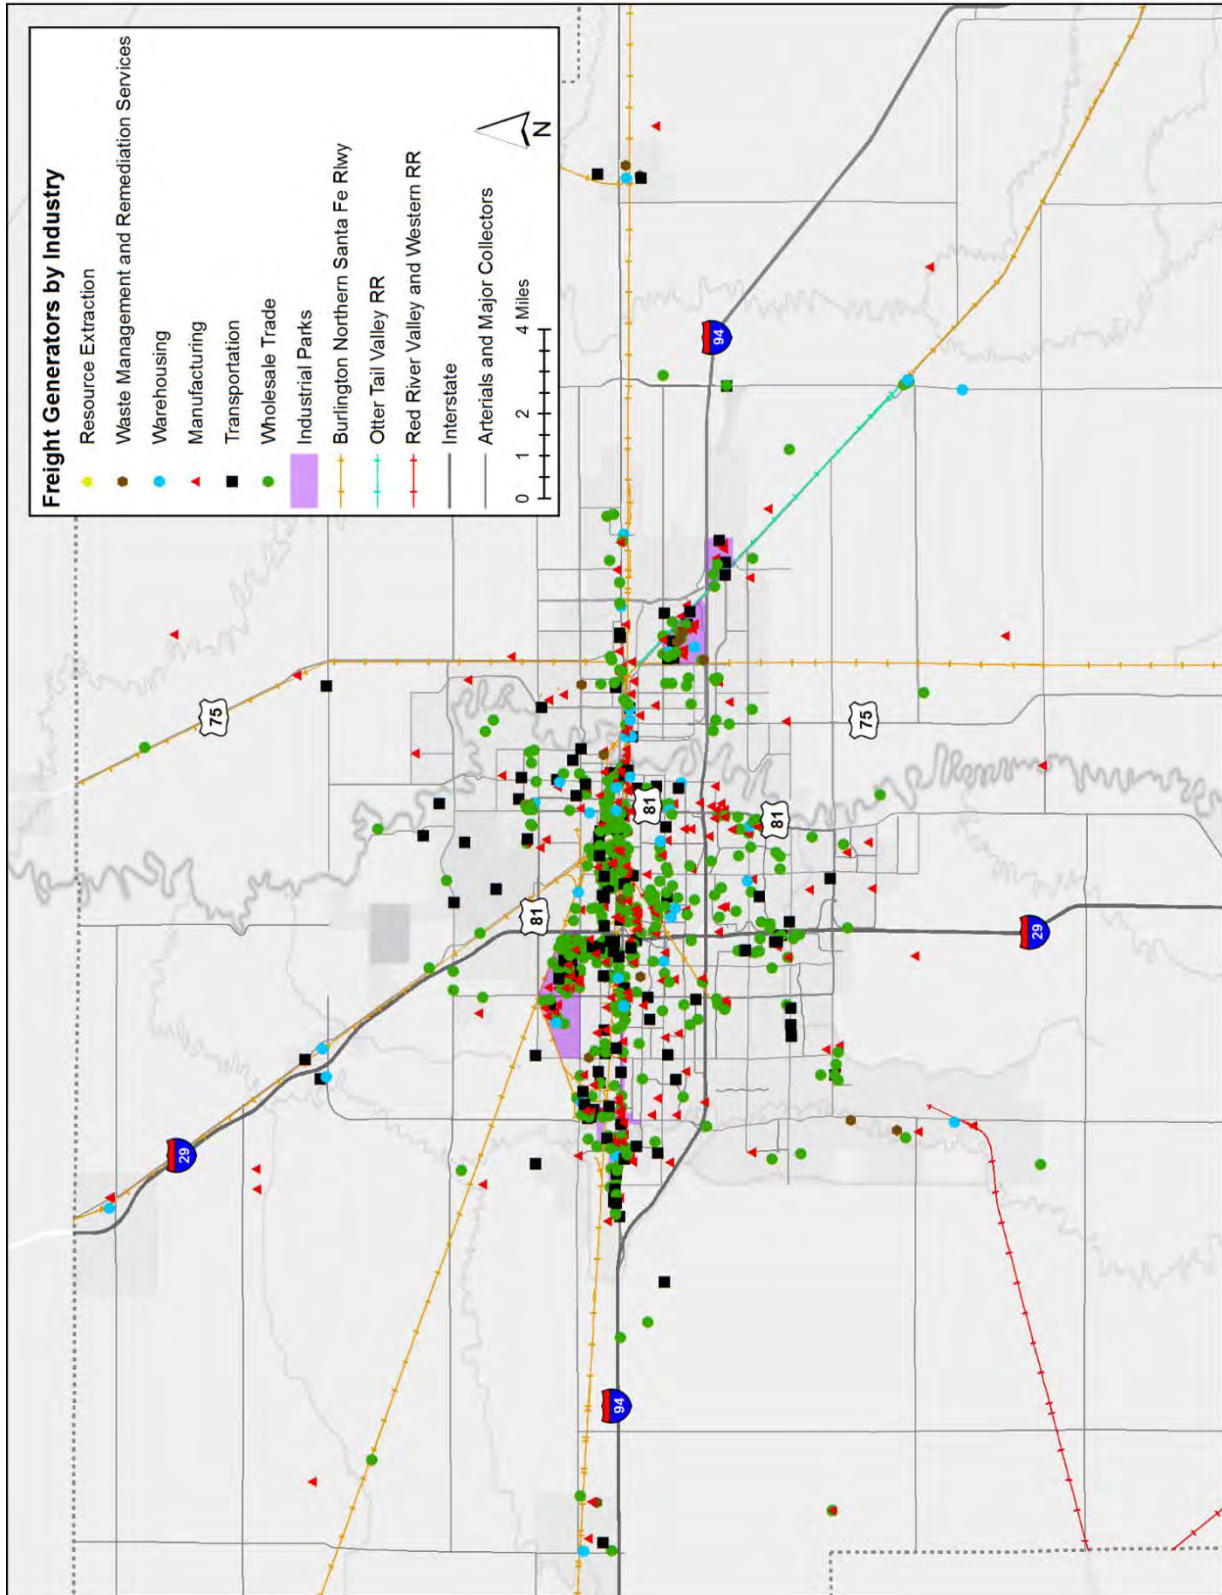 Freight Generators by Industry
Resource Extraction
Waste Management and Remediation Services
Warehousing
Manufacturing
Transportation
Wholesale Trade
Industrial Parks
Burlington Northern Santa Fe Rlwy
Otter Tail Valley RR
Red River Valley and Western RR
Interstate
Arterials and Major Collectors
0 1 2 4 Miles
N
29
75
81
94
81
81
75
94
29